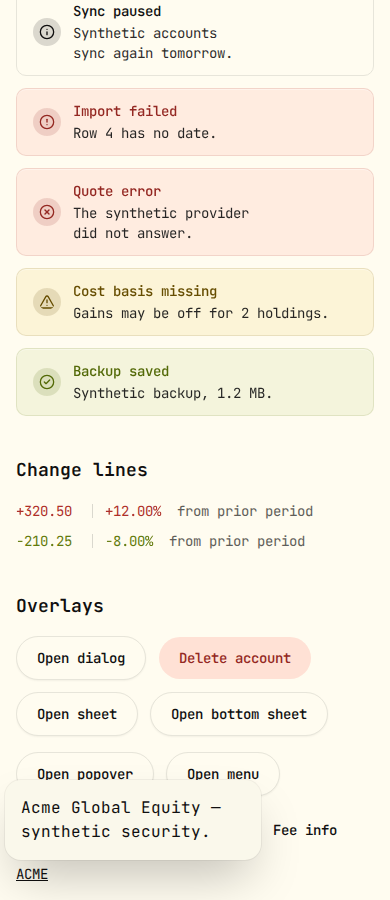 Sync paused
Synthetic accounts
sync again tomorrow.
Import failed
Row 4 has no date.
Quote error
The synthetic provider
did not answer.
Cost basis missing
Gains may be off for 2 holdings.
Backup saved
Synthetic backup, 1.2 MB.
Change lines
+320.50 +12.00% from prior period
-210.25 -8.00% from prior period
Overlays
Open dialog Delete account
Open sheet Open bottom sheet
Open popover Open menu
Acme Global Equity —
synthetic security.
Fee info
ACME